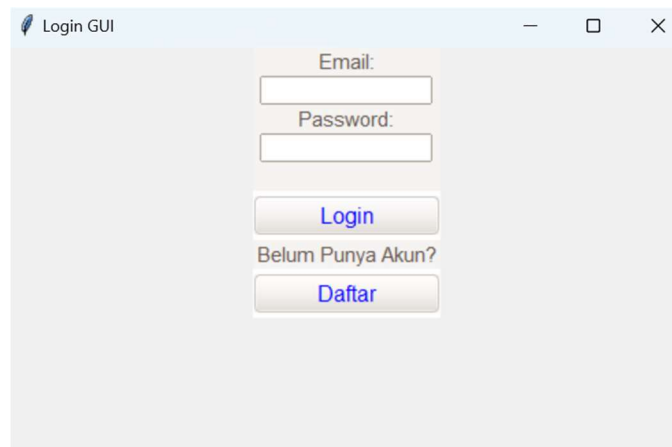 Login GUI
Email:
Password:
Login
Belum Punya Akun?
Daftar